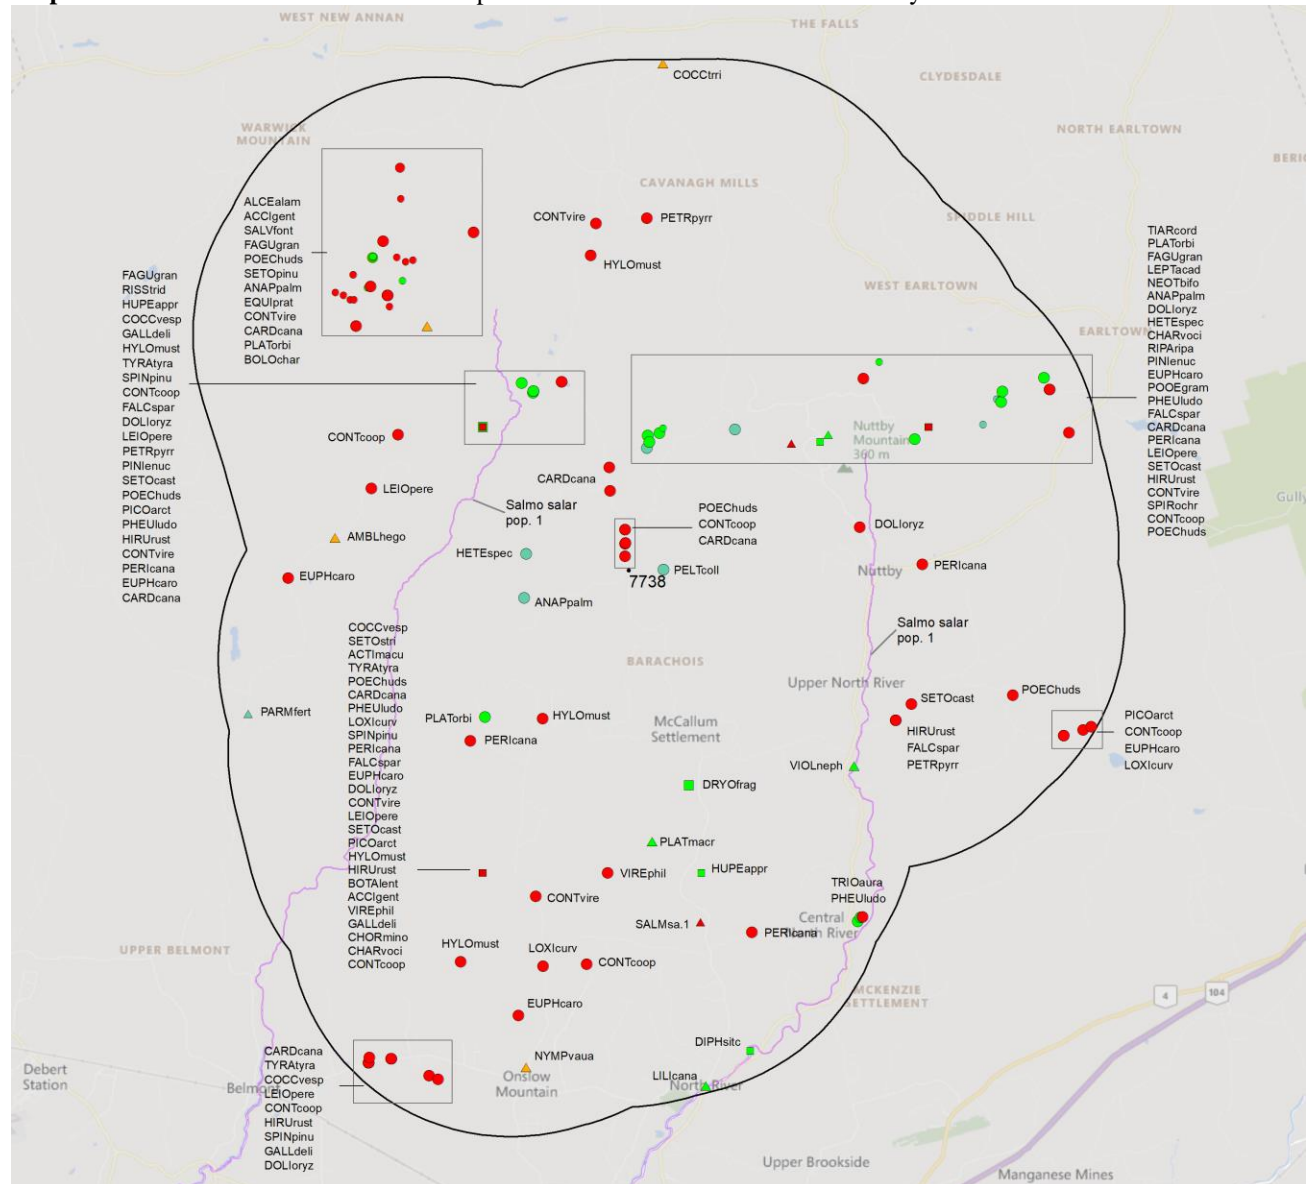 WEST NEW ANNAN
THE FALLS
COCCtrri
CLYDESDALE
WARWICK
MOUNTAIN
NORTH EARLTOWN
CAVANAGH MILLS
ALCEalam
ACCIgent
SALVfont
FAGUgran
POEChuds
SETOpinu
ANAPpalm
EQUIprat
CONTvire
CARDcana
PLATorbi
BOLOchar
CONTvire
PETRpyrr
HYLOmust
SPIDDLE HILL
WEST EARLTOWN
EARLTOWN
TIARcord
PLATorbi
FAGUgran
LEPTacad
NEOTbifo
ANAPpalm
DOLIoryz
HETEspec
CHARvoci
RIPAripa
PINIenuc
EUPHcaro
POOEgram
PHEUludo
FALCspar
CARDcana
PERIcana
LEIOpere
SETOcast
HIRUrust
CONTvire
SPIROchr
CONTcoop
POEChuds
FAGUgran
RISStrid
HUPEappr
COCCvesp
GALLdeli
HYLOmust
TYRAtyra
SPINpinu
CONTcoop
FALCspar
DOLIoryz
LEIOpere
PETRpyrr
PINIenuc
SETOcast
POEChuds
PICOarct
PHEUludo
HIRUrust
CONTvire
PERIcana
EUPHcaro
CARDcana
CONTcoop
Nuttby
Mountain
360 m
CARDcana
LEIOpere
Salmo salar
pop. 1
POEChuds
CONTcoop
CARDcana
DOLIoryz
AMBLhego
HETEspec
PELTcoll
7738
Nuttby
PERIcana
EUPHcaro
ANAPpalm
Salmo salar
pop. 1
COCCvesp
SETOstri
ACTImacu
TYRAtyra
POEChuds
CARDcana
PHEUludo
LOXIcurv
SPINpinu
PERIcana
FALCspar
EUPHcaro
DOLIoryz
CONTvire
LEIOpere
SETOcast
PICOarct
HYLOmust
HIRUrust
BOTAlent
ACCIgent
VIREphil
GALLdeli
CHORmino
CHARvoci
CONTcoop
BARACHOIS
Upper North River
SETOcast
POEChuds
PARMfert
PLATorbi
HYLOmust
PERIcana
McCallum
Settlement
HIRUrust
FALCspar
PETRpyrr
PICOarct
CONTcoop
EUPHcaro
LOXIcurv
VIOLneph
DRYOfrag
PLATmacr
VIREphil
HUPEappr
CONTvire
TRIOaura
PHEUludo
SALMsa.1
PERIcana
Central
North River
UPPER BELMONT
HYLOmust
LOXIcurv
CONTcoop
MCKENZIE
SETTLEMENT
4
104
EUPHcaro
DIPHsitc
NYMPvaua
CARDcana
TYRAtyra
COCCvesp
LEIOpere
CONTcoop
HIRUrust
SPINpinu
GALLdeli
DOLIoryz
Debert
Station
Belmont
Onslow
Mountain
LILIcana
North River
Upper Brookside
Manganese Mines